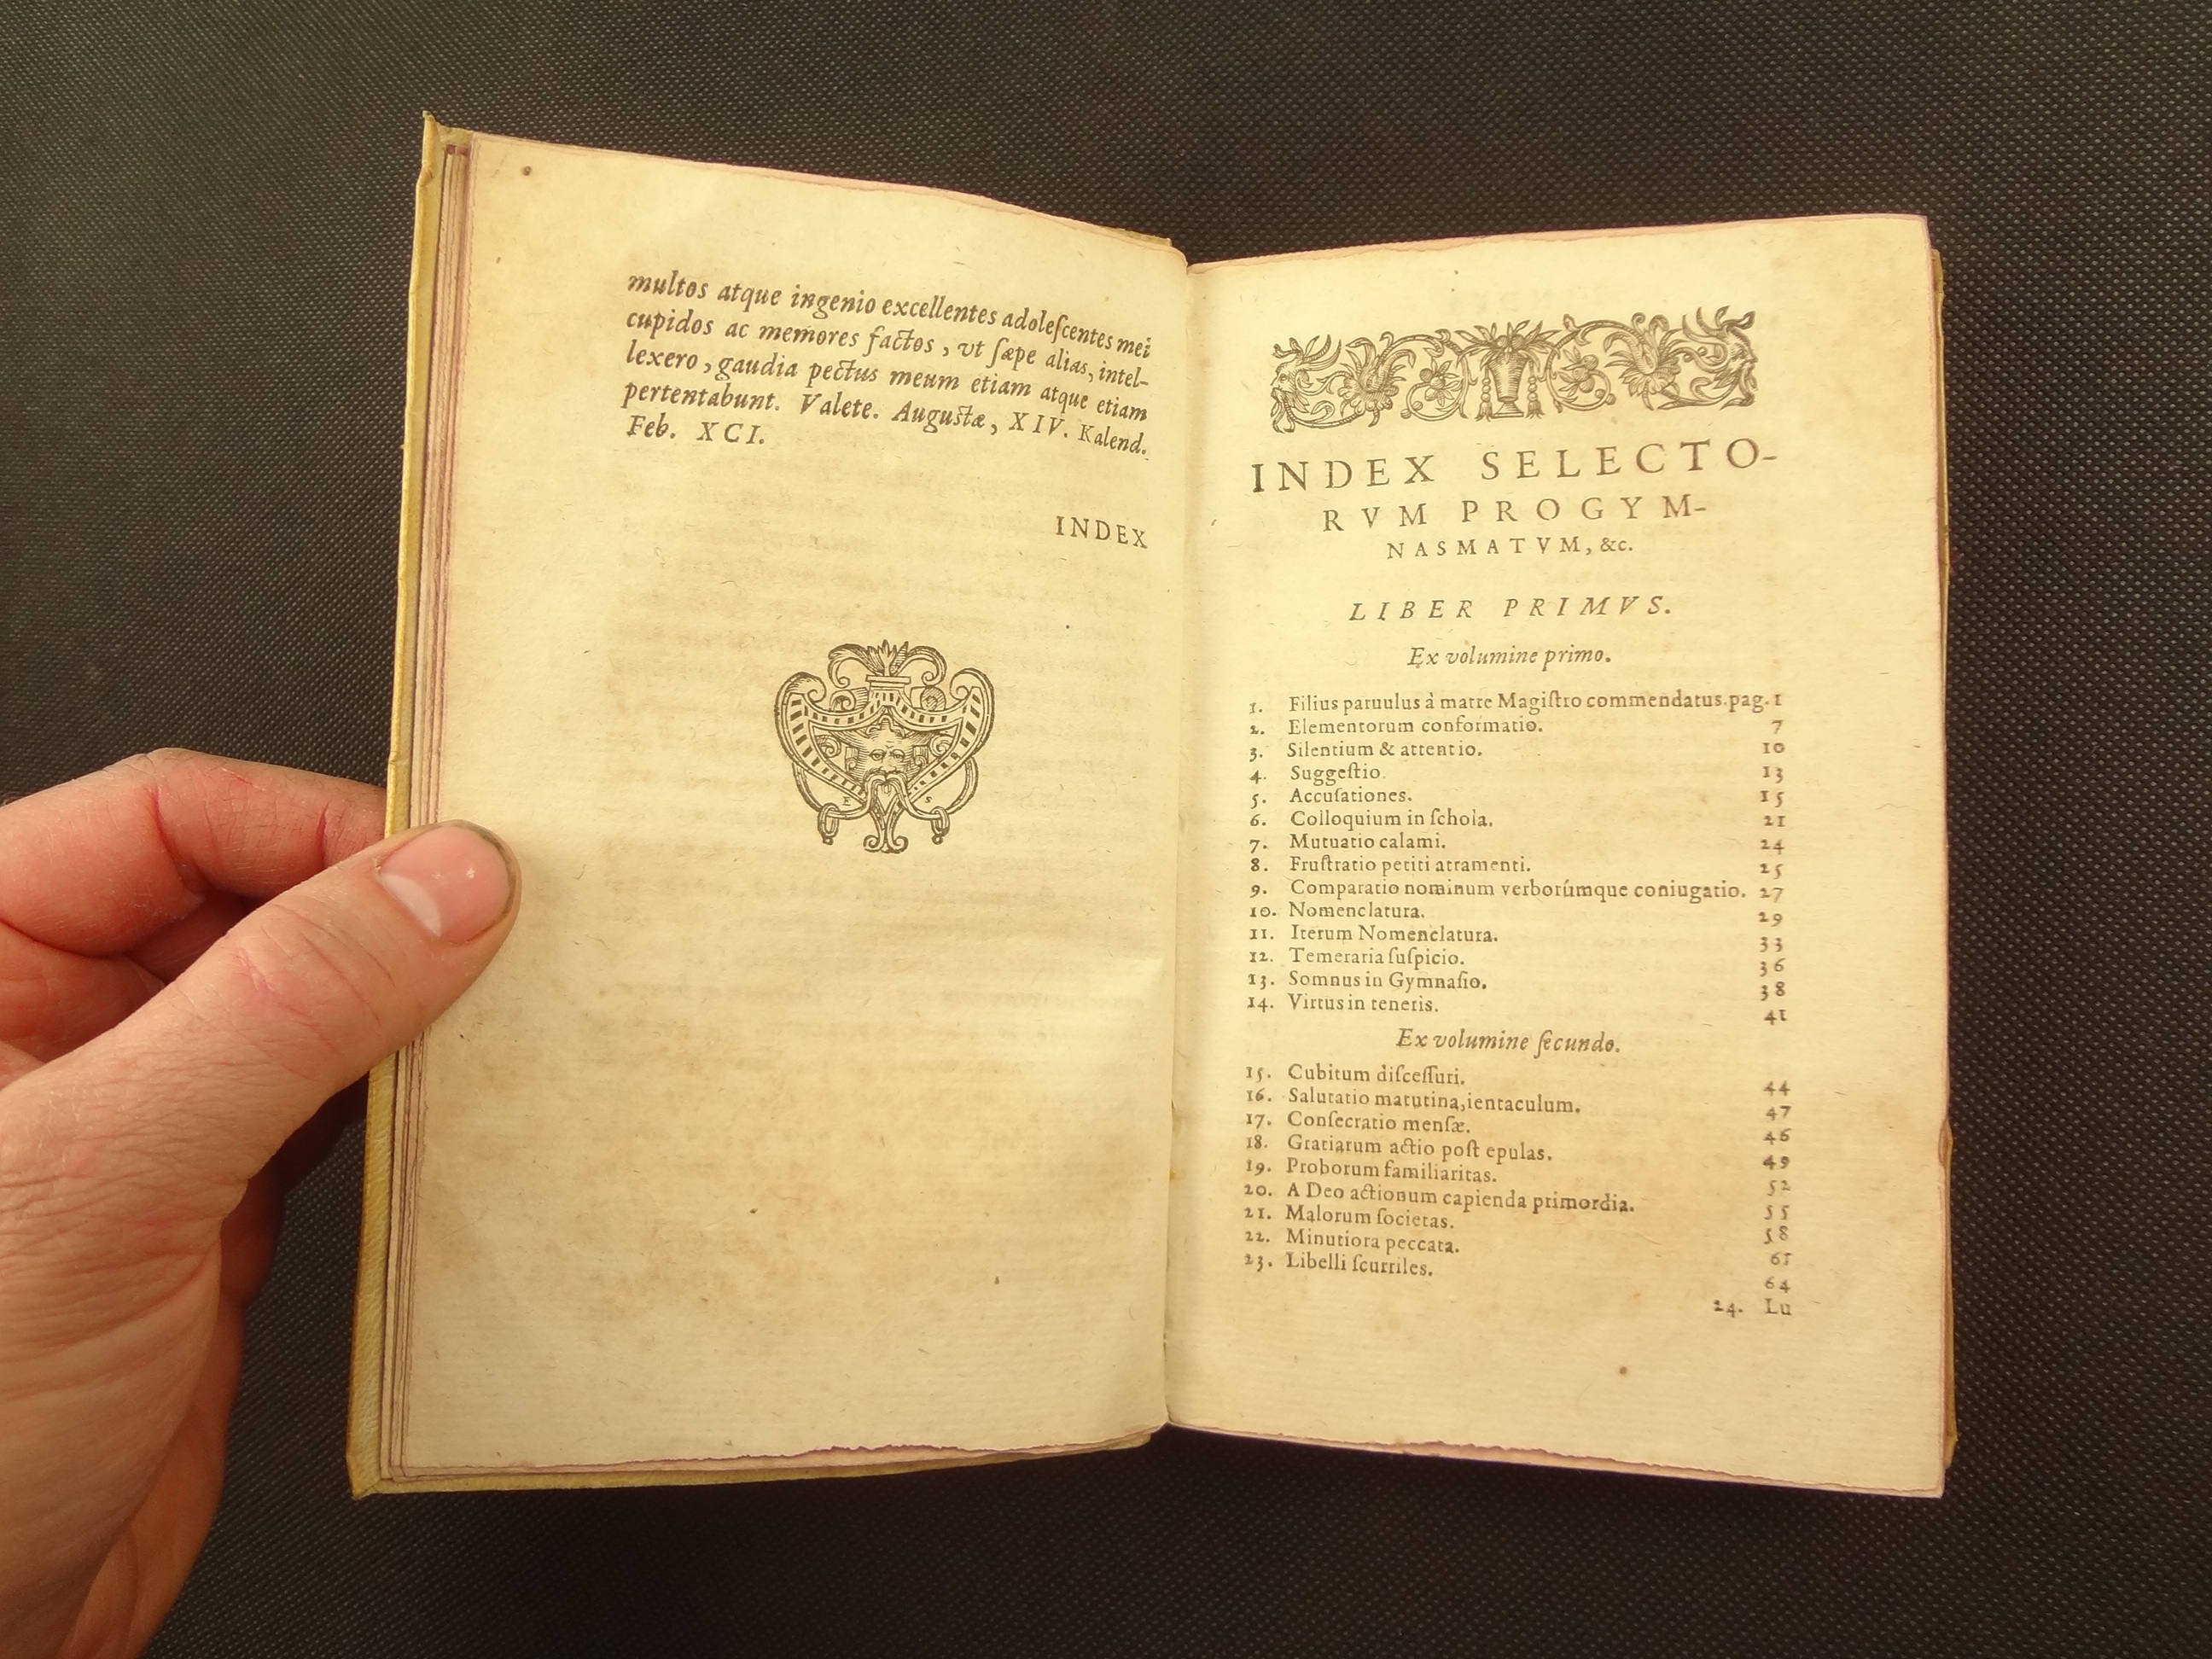 multos atque ingenio excellentes adoleſcentes mei
cupidos ac memores factos, vt ſæpe alias, intel-
lexero, gaudia pectus meum etiam atque etiam
pertentabunt. Valete. Auguſtæ, XIV. Kalend.
Feb. XCI.
INDEX
E S
INDEX SELECTO-
RVM PROGYM-
NASMATVM, &c.
LIBER PRIMVS.
Ex volumine primo.
1. Filius paruulus à matre Magiſtro commendatus. pag. 1
2. Elementorum conformatio. 7
3. Silentium & attentio. 10
4. Suggeſtio. 13
5. Accuſationes. 15
6. Colloquium in ſchola. 21
7. Mutuatio calami. 24
8. Fruſtratio petiti atramenti. 25
9. Comparatio nominum verborúmque coniugatio. 27
10. Nomenclatura. 29
11. Iterum Nomenclatura. 33
12. Temeraria ſuſpicio. 36
13. Somnus in Gymnaſio. 38
14. Virtus in teneris. 41
Ex volumine ſecundo.
15. Cubitum diſceſſuri. 44
16. Salutatio matutina, ientaculum. 47
17. Conſecratio menſæ. 46
18. Gratiarum actio poſt epulas. 49
19. Proborum familiaritas. 52
20. A Deo actionum capienda primordia. 55
21. Malorum ſocietas. 58
22. Minutiora peccata. 61
23. Libelli ſcurriles. 64
24. Lu